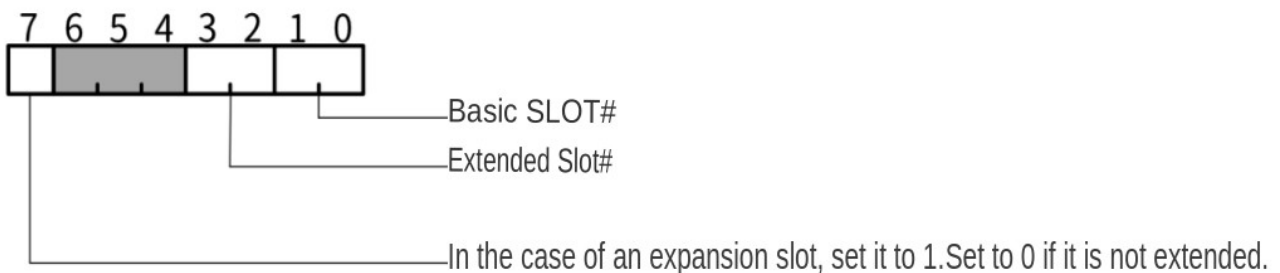 7 6 5 4 3 2 1 0
Basic SLOT#
Extended Slot#
In the case of an expansion slot, set it to 1.Set to 0 if it is not extended.